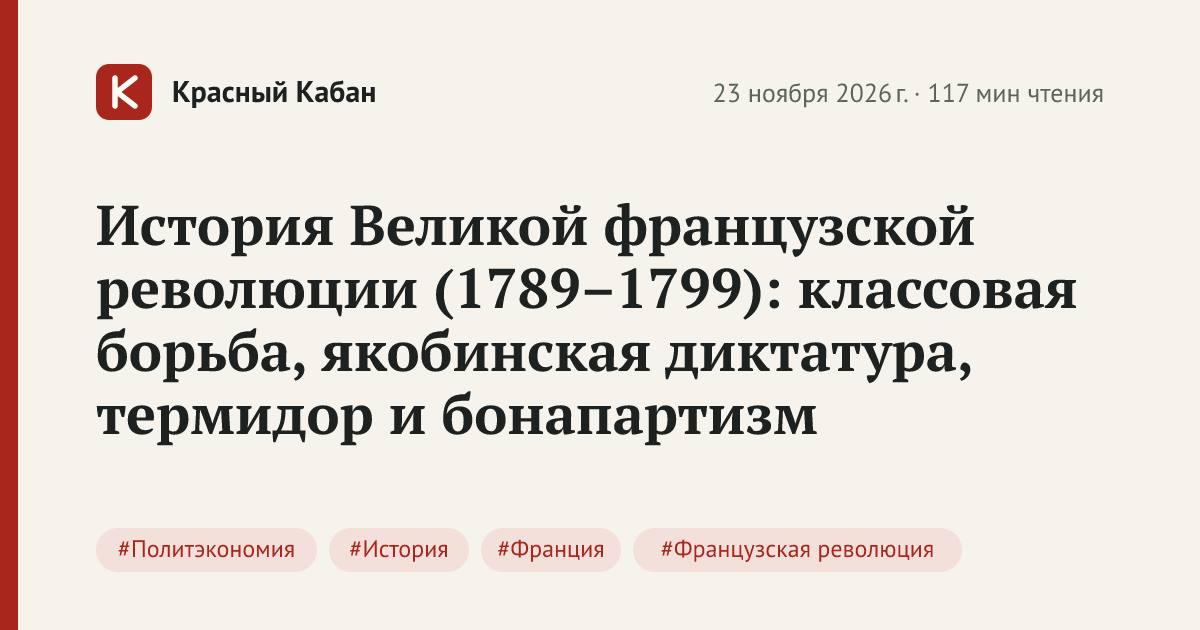 К Красный Кабан
23 ноября 2026 г. · 117 мин чтения
История Великой французской
революции (1789–1799): классовая
борьба, якобинская диктатура,
термидор и бонапартизм
#Политэкономия #История #Франция #Французская революция